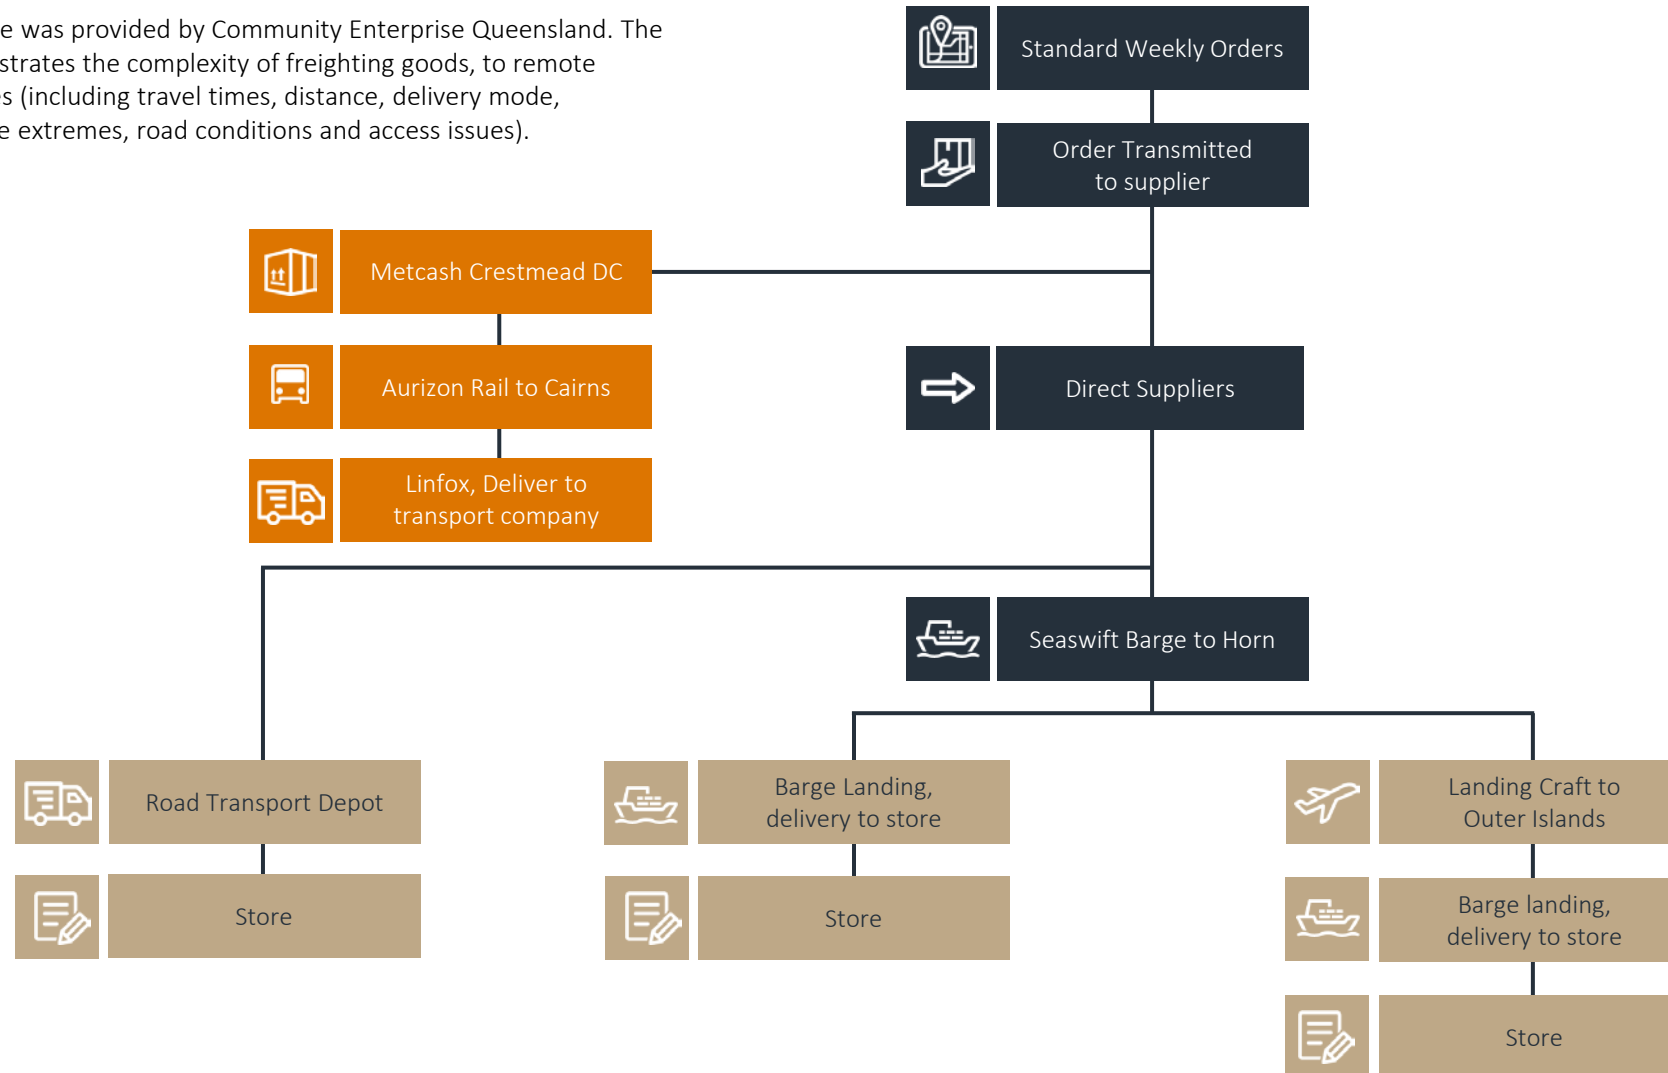 was provided by Community Enterprise Queensland. The
the complexity of freighting goods, to remote
(including travel times, distance, delivery mode,
extremes, road conditions and access issues).
Standard Weekly Orders
Order Transmitted
to supplier
Metcash Crestmead DC
Aurizon Rail to Cairns
Direct Suppliers
Linfox, Deliver to
transport company
Seaswift Barge to Horn
Road Transport Depot
Store
Barge Landing,
delivery to store
Store
Landing Craft to
Outer Islands
Barge landing,
delivery to store
Store